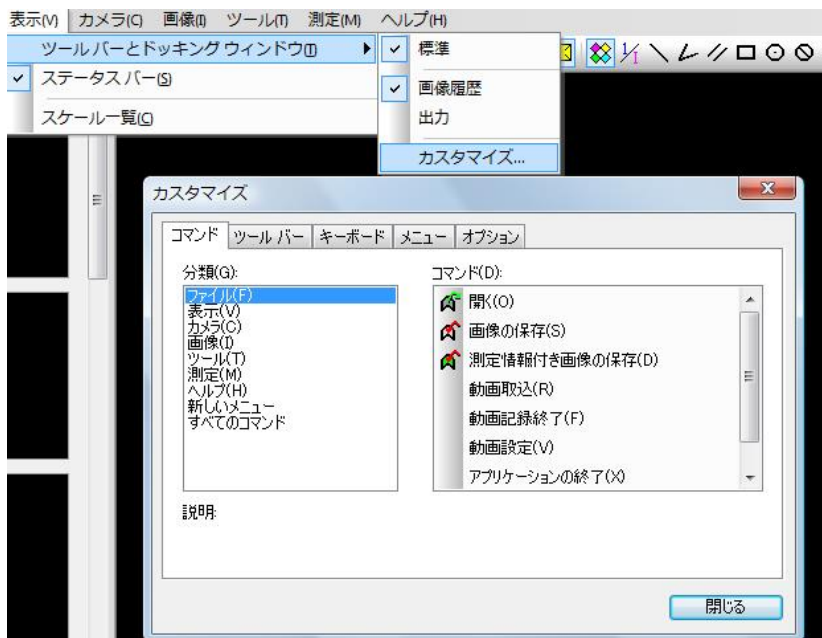 表示(V) カメラ(C) 画像(I) ツール(T) 測定(M) ヘルプ(H)
ツール バーとドッキング ウィンドウ(T)
標準
ステータス バー(S)
画像履歴
スケール一覧(C)
出力
カスタマイズ...
カスタマイズ
コマンド ツール バー キーボード メニュー オプション
分類(G):
コマンド(D):
ファイル(F)
表示(V)
カメラ(C)
画像(I)
ツール(T)
測定(M)
ヘルプ(H)
新しいメニュー
すべてのコマンド
開く(O)
画像の保存(S)
測定情報付き画像の保存(D)
動画取込(R)
動画記録終了(F)
動画設定(V)
アプリケーションの終了(X)
説明:
閉じる